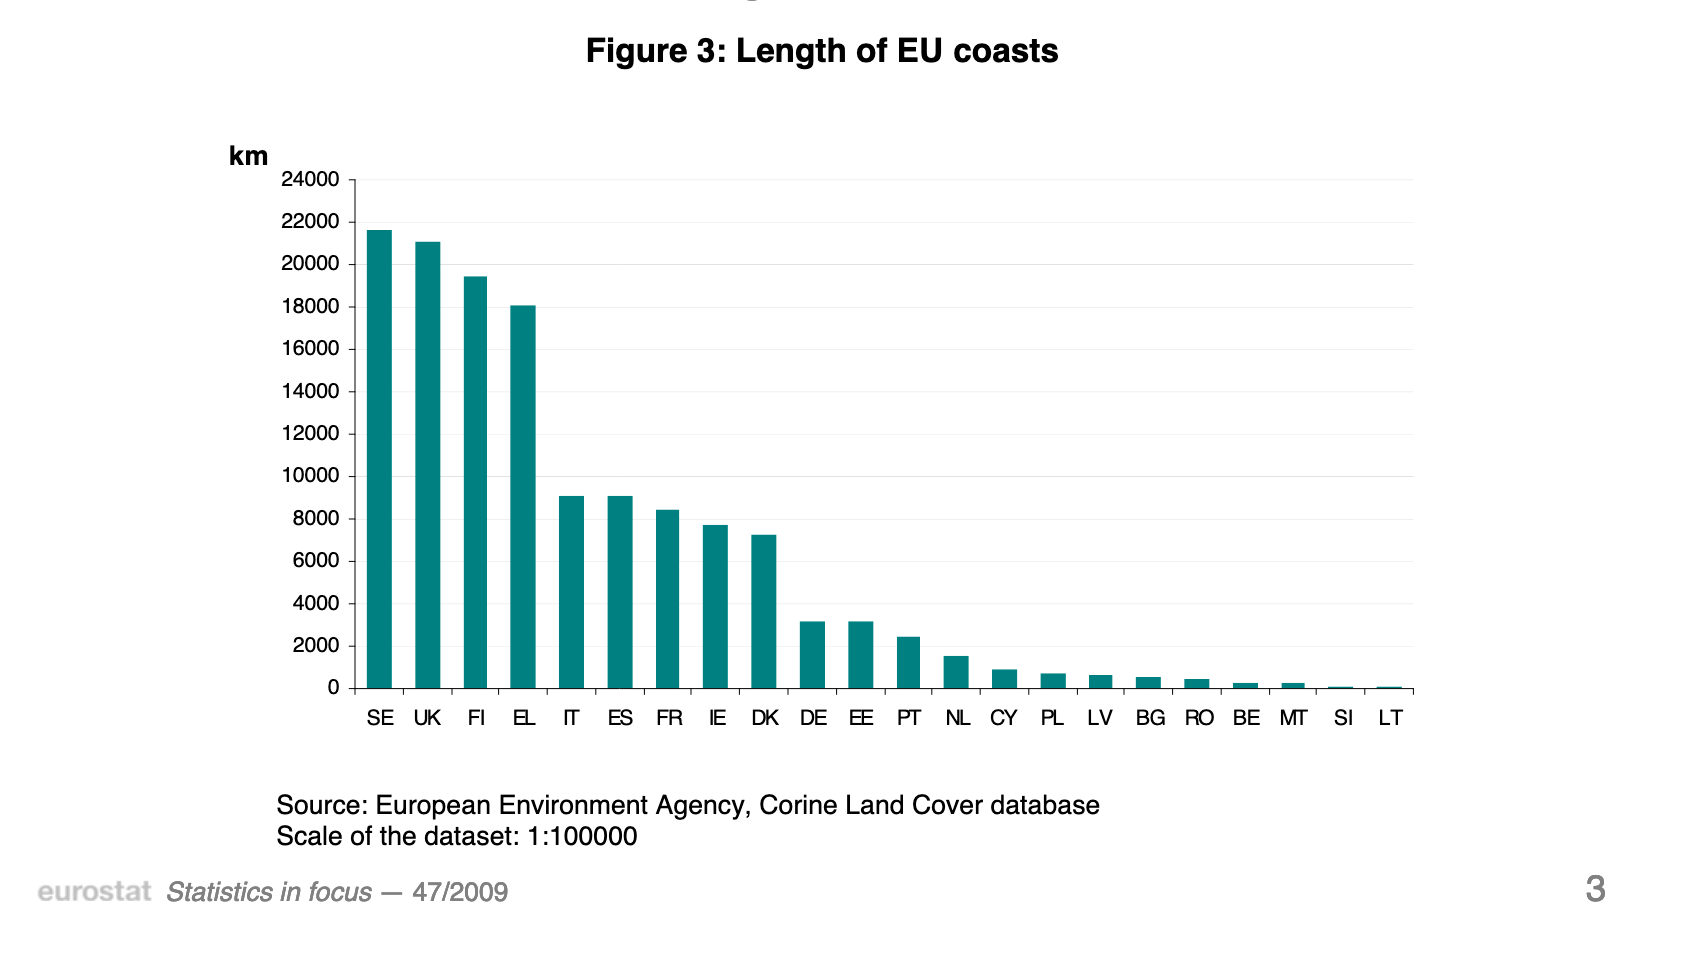 Figure 3: Length of EU coasts
km
24000
22000
20000
18000
16000
14000
12000
10000
8000
6000
4000
2000
0
SE UK FI EL IT ES FR IE DK DE EE PT NL CY PL LV BG RO BE MT SI LT
Source: European Environment Agency, Corine Land Cover database
Scale of the dataset: 1:100000
eurostat Statistics in focus — 47/2009 3